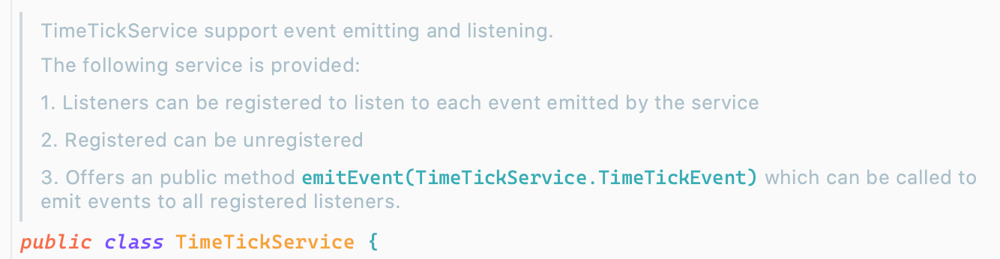 TimeTickService support event emitting and listening.
The following service is provided:
1. Listeners can be registered to listen to each event emitted by the service
2. Registered can be unregistered
3. Offers an public method emitEvent(TimeTickService.TimeTickEvent) which can be called to
emit events to all registered listeners.
public class TimeTickService {